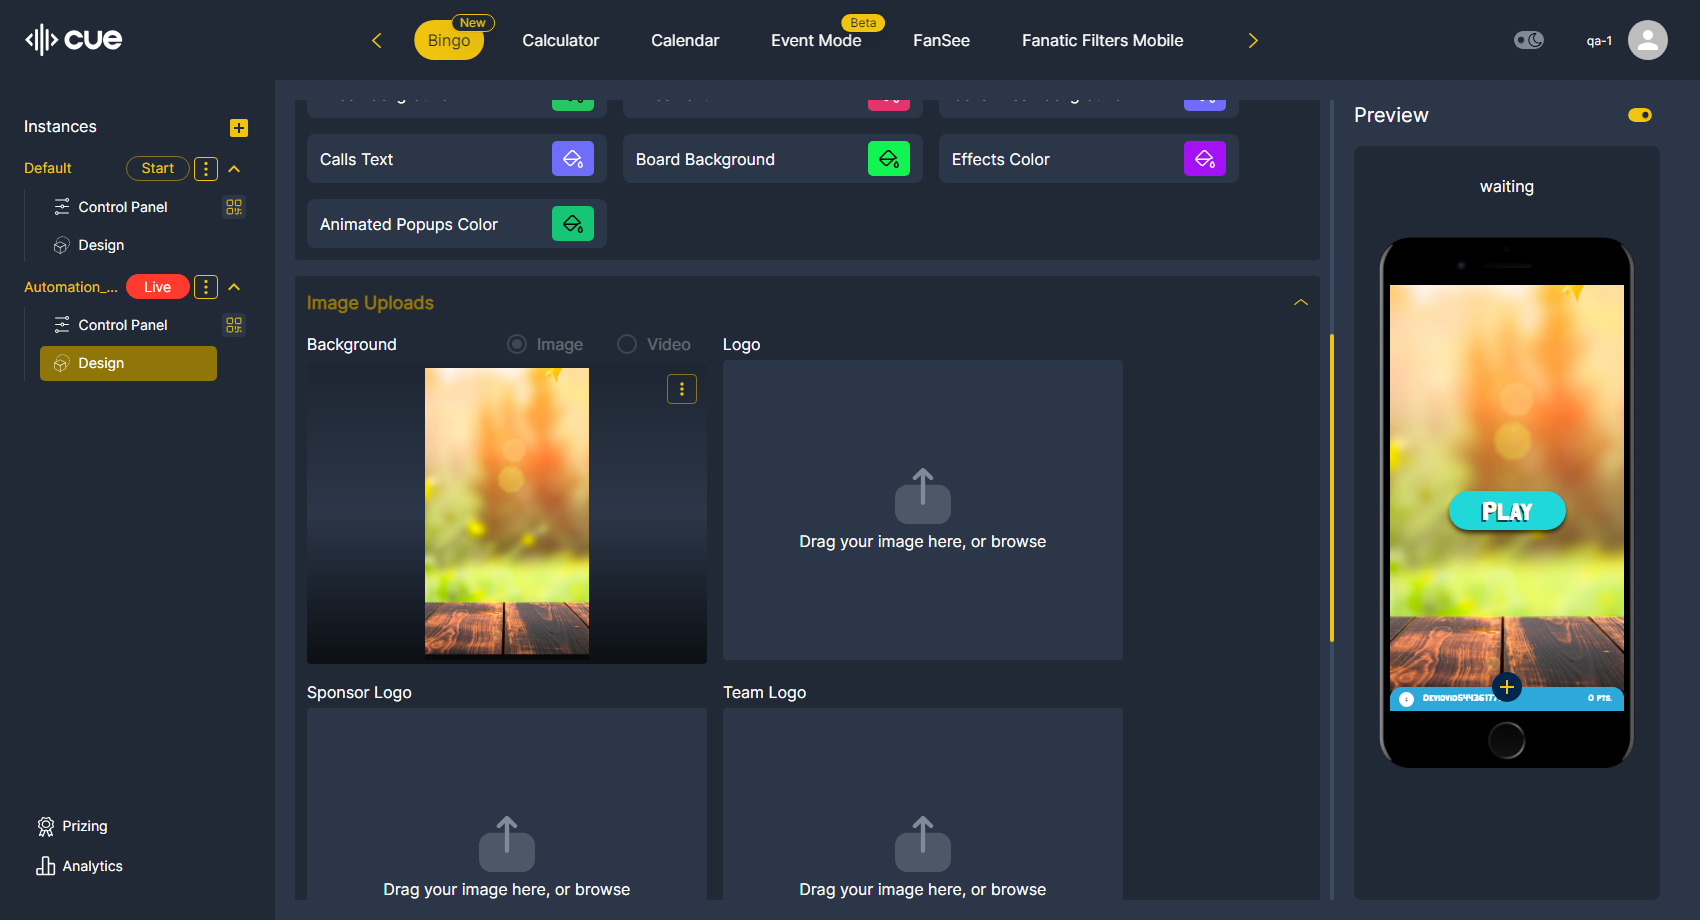 cue
Bingo
New
Calculator
Calendar
Event Mode
Beta
FanSee
Fanatic Filters Mobile
qa-1
Instances
Default
Start
Control Panel
Design
Automation_...
Live
Control Panel
Design
Prizing
Analytics
Calls Text
Board Background
Effects Color
Animated Popups Color
Image Uploads
Background
Image
Video
Logo
Drag your image here, or browse
Sponsor Logo
Team Logo
Drag your image here, or browse
Drag your image here, or browse
Preview
waiting
PLAY
0 PTS.